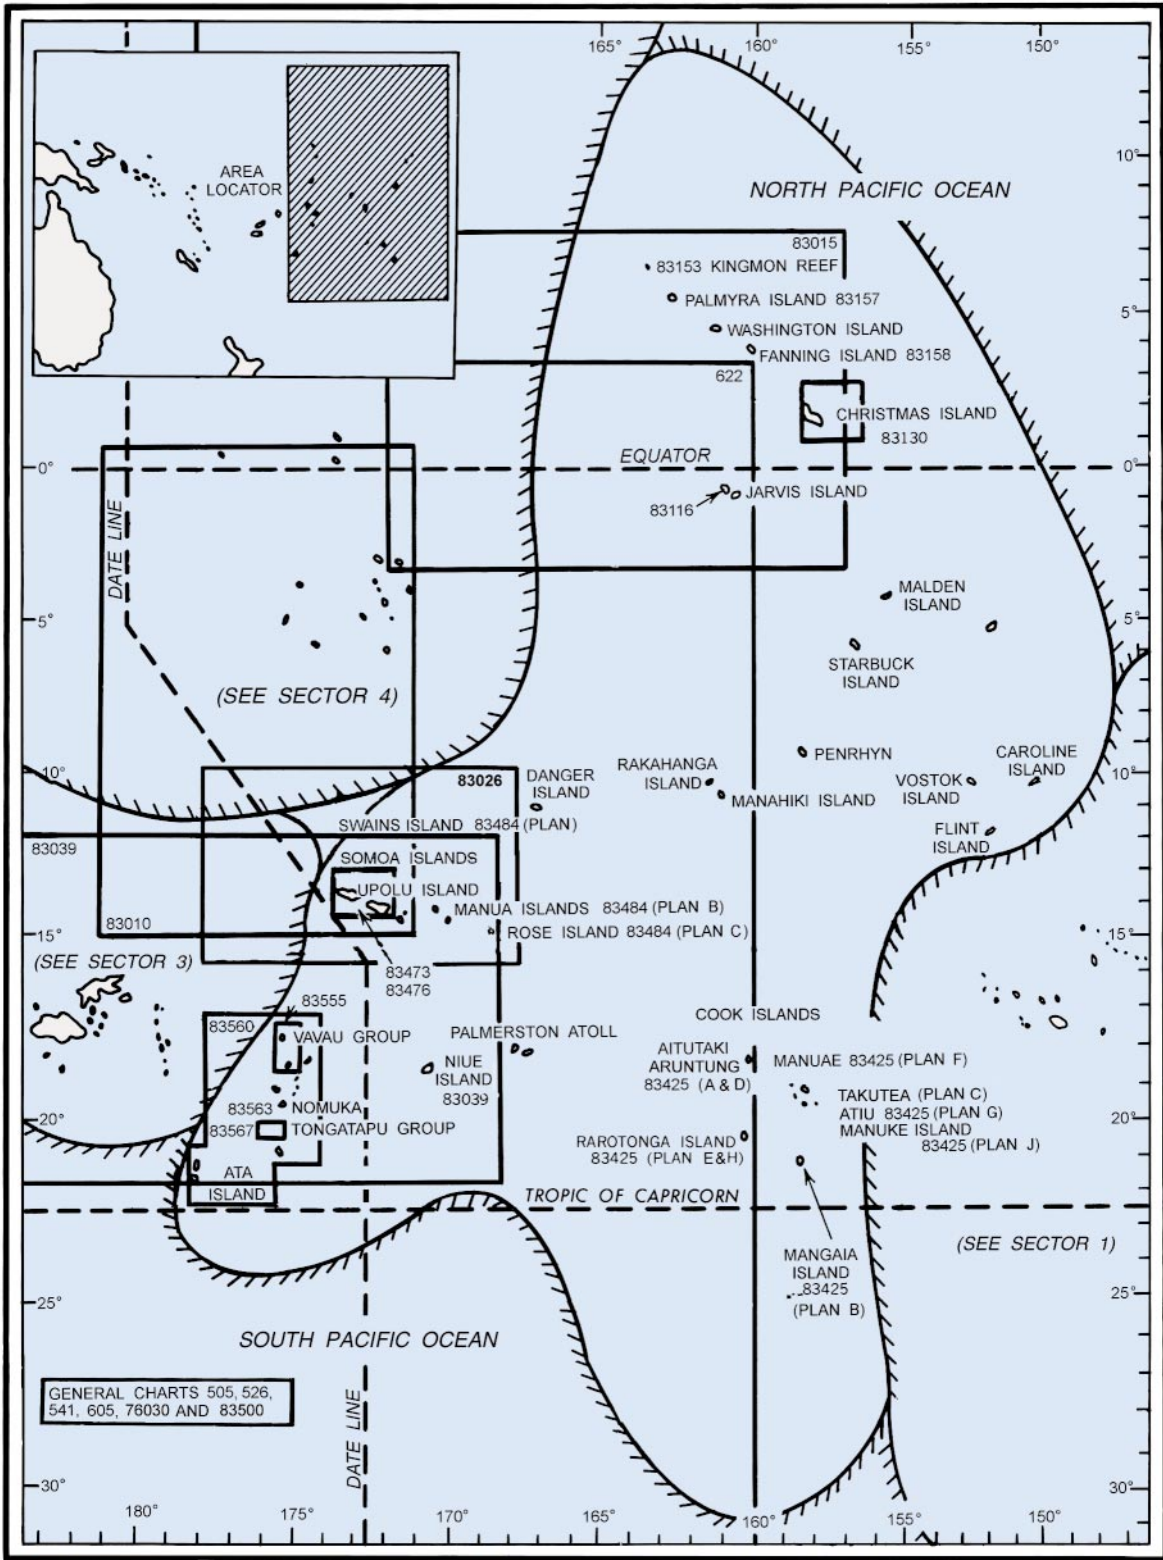 165°
160°
155°
150°
AREA
LOCATOR
10°
NORTH PACIFIC OCEAN
83015
83153 KINGMON REEF
PALMYRA ISLAND 83157
5°
WASHINGTON ISLAND
FANNING ISLAND 83158
622
CHRISTMAS ISLAND
83130
0°
EQUATOR
0°
JARVIS ISLAND
83116
DATE LINE
MALDEN
ISLAND
5°
5°
STARBUCK
ISLAND
(SEE SECTOR 4)
PENRHYN
CAROLINE
ISLAND
RAKAHANGA
ISLAND
10°
83026
DANGER
ISLAND
VOSTOK
ISLAND
10°
MANAHIKI ISLAND
SWAINS ISLAND 83484 (PLAN)
FLINT
ISLAND
83039
SOMOA ISLANDS
UPOLU ISLAND
MANUA ISLANDS 83484 (PLAN B)
83010
15°
ROSE ISLAND 83484 (PLAN C)
15°
(SEE SECTOR 3)
83473
83476
83555
83560
VAVAU GROUP
COOK ISLANDS
PALMERSTON ATOLL
AITUTAKI
ARUNTUNG
83425 (A & D)
MANUAE 83425 (PLAN F)
NIUE
ISLAND
83039
TAKUTEA (PLAN C)
ATIU 83425 (PLAN G)
MANUKE ISLAND
83425 (PLAN J)
83563 NOMUKA
20°
20°
83567 TONGATAPU GROUP
RAROTONGA ISLAND
83425 (PLAN E&H)
ATA
ISLAND
TROPIC OF CAPRICORN
(SEE SECTOR 1)
MANGAIA
ISLAND
83425
(PLAN B)
25°
25°
SOUTH PACIFIC OCEAN
GENERAL CHARTS 505, 526,
541, 605, 76030 AND 83500
DATE LINE
30°
30°
180°
175°
170°
165°
160°
155°
150°